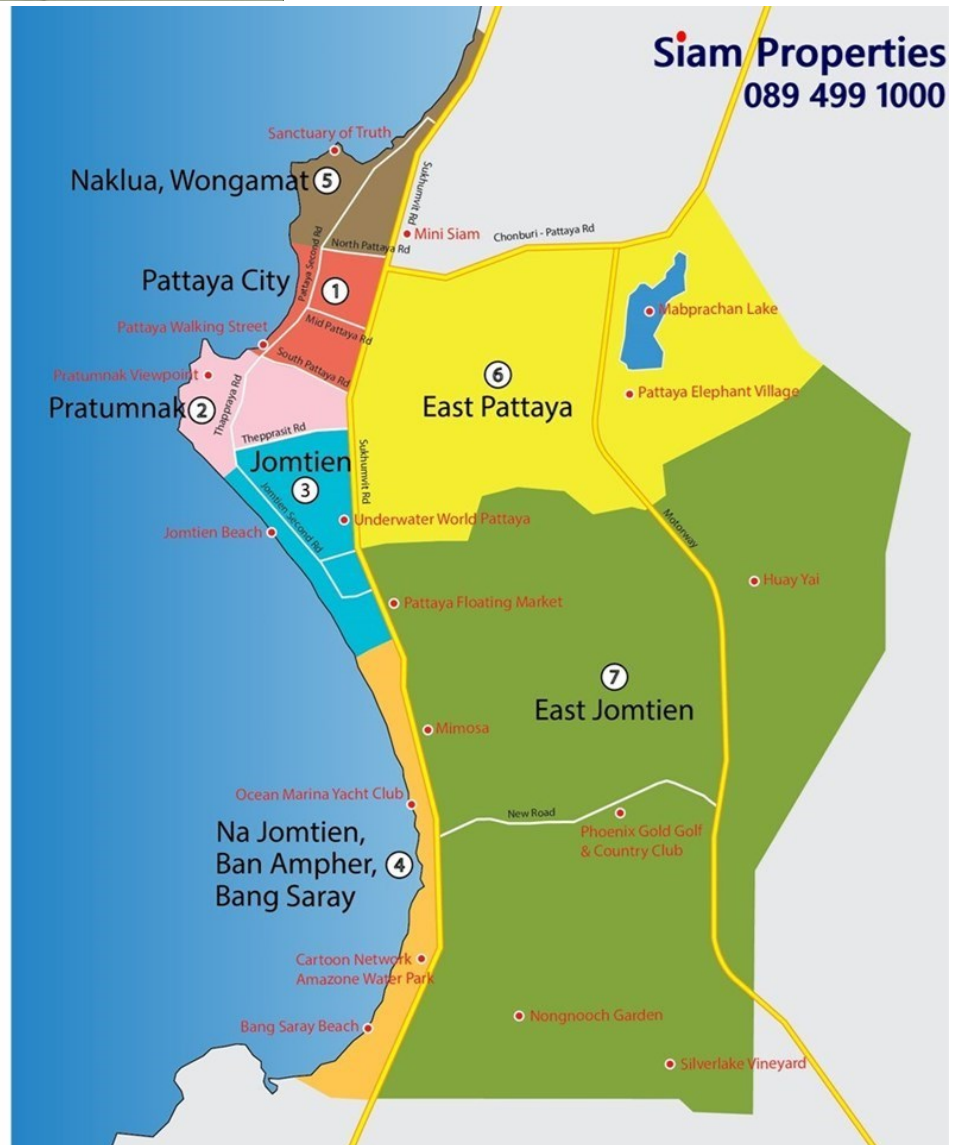 Siam Properties
089 499 1000
Sanctuary of Truth
Naklua, Wongamat 5
Sukhumvit Rd
Mini Siam
Chonburi - Pattaya Rd
North Pattaya Rd
Pattaya Second Rd
Pattaya City
1
Mabprachan Lake
Mid Pattaya Rd
Pattaya Walking Street
South Pattaya Rd
Pratumnak Viewpoint
6
East Pattaya
Pattaya Elephant Village
Pratumnak 2
Thappraya Rd
Thepprasit Rd
Jomtien
3
Sukhumvit Rd
Jomtien Second Rd
Underwater World Pattaya
Jomtien Beach
Motorway
Huay Yai
Pattaya Floating Market
7
East Jomtien
Mimosa
Ocean Marina Yacht Club
New Road
Phoenix Gold Golf
& Country Club
Na Jomtien,
Ban Ampher, 4
Bang Saray
Cartoon Network
Amazone Water Park
Nongnooch Garden
Bang Saray Beach
Silverlake Vineyard